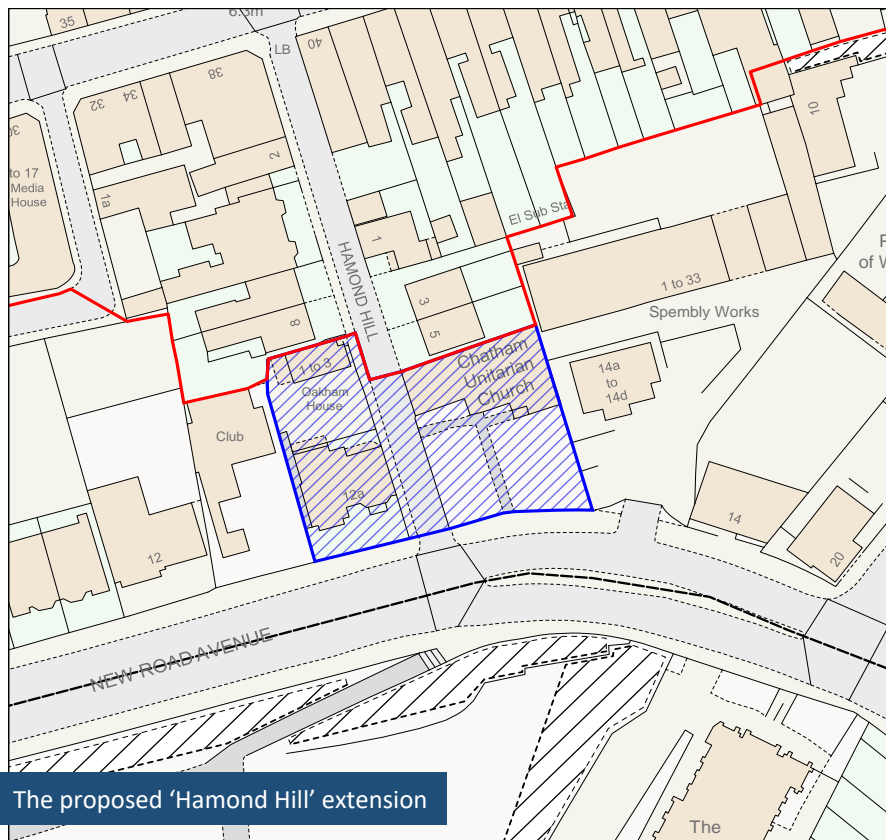 35
6.3m
LB
40
38
34
32
30
to 17
Media
House
2
1a
10
El Sub Sta
1
HAMOND HILL
1 to 33
3
5
8
Spembly Works
of W
1 to 3
Oakham
House
Chatham
Unitarian
Church
14a
to
14d
Club
12a
12
14
20
NEW ROAD AVENUE
The proposed ‘Hamond Hill’ extension
The